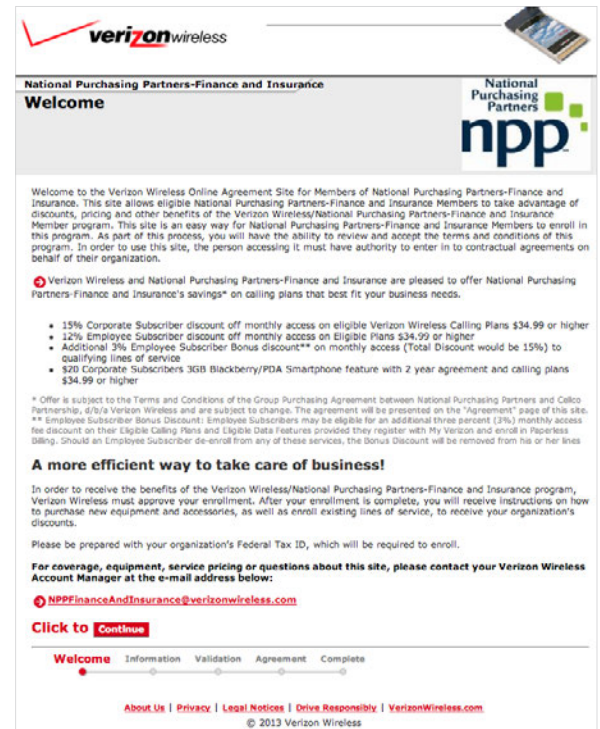 verizonwireless
National Purchasing Partners-Finance and Insurance
Welcome
National
Purchasing
Partners
npp
Welcome to the Verizon Wireless Online Agreement Site for Members of National Purchasing Partners-Finance and
Insurance. This site allows eligible National Purchasing Partners-Finance and Insurance Members to take advantage of
discounts, pricing and other benefits of the Verizon Wireless/National Purchasing Partners-Finance and Insurance
Member program. This site is an easy way for National Purchasing Partners-Finance and Insurance Members to enroll in
this program. As part of this process, you will have the ability to review and accept the terms and conditions of this
program. In order to use this site, the person accessing it must have authority to enter in to contractual agreements on
behalf of their organization.
Verizon Wireless and National Purchasing Partners-Finance and Insurance are pleased to offer National Purchasing
Partners-Finance and Insurance's savings* on calling plans that best fit your business needs.
• 15% Corporate Subscriber discount off monthly access on eligible Verizon Wireless Calling Plans $34.99 or higher
• 12% Employee Subscriber discount off monthly access on Eligible Plans $34.99 or higher
• Additional 3% Employee Subscriber Bonus discount** on monthly access (Total Discount would be 15%) to
qualifying lines of service
• $20 Corporate Subscribers 3GB Blackberry/PDA Smartphone feature with 2 year agreement and calling plans
$34.99 or higher
* Offer is subject to the Terms and Conditions of the Group Purchasing Agreement between National Purchasing Partners and Cellco
Partnership, d/b/a Verizon Wireless and are subject to change. The agreement will be presented on the "Agreement" page of this site.
** Employee Subscriber Bonus Discount: Employee Subscribers may be eligible for an additional three percent (3%) monthly access
fee discount on their Eligible Calling Plans and Eligible Data Features provided they register with My Verizon and enroll in Paperless
Billing. Should an Employee Subscriber de-enroll from any of these services, the Bonus Discount will be removed from his or her lines
A more efficient way to take care of business!
In order to receive the benefits of the Verizon Wireless/National Purchasing Partners-Finance and Insurance program,
Verizon Wireless must approve your enrollment. After your enrollment is complete, you will receive instructions on how
to purchase new equipment and accessories, as well as enroll existing lines of service, to receive your organization's
discounts.
Please be prepared with your organization's Federal Tax ID, which will be required to enroll.
For coverage, equipment, service pricing or questions about this site, please contact your Verizon Wireless
Account Manager at the e-mail address below:
NPPFinanceAndInsurance@verizonwireless.com
Click to Continue
Welcome Information Validation Agreement Complete
About Us | Privacy | Legal Notices | Drive Responsibly | VerizonWireless.com
© 2013 Verizon Wireless